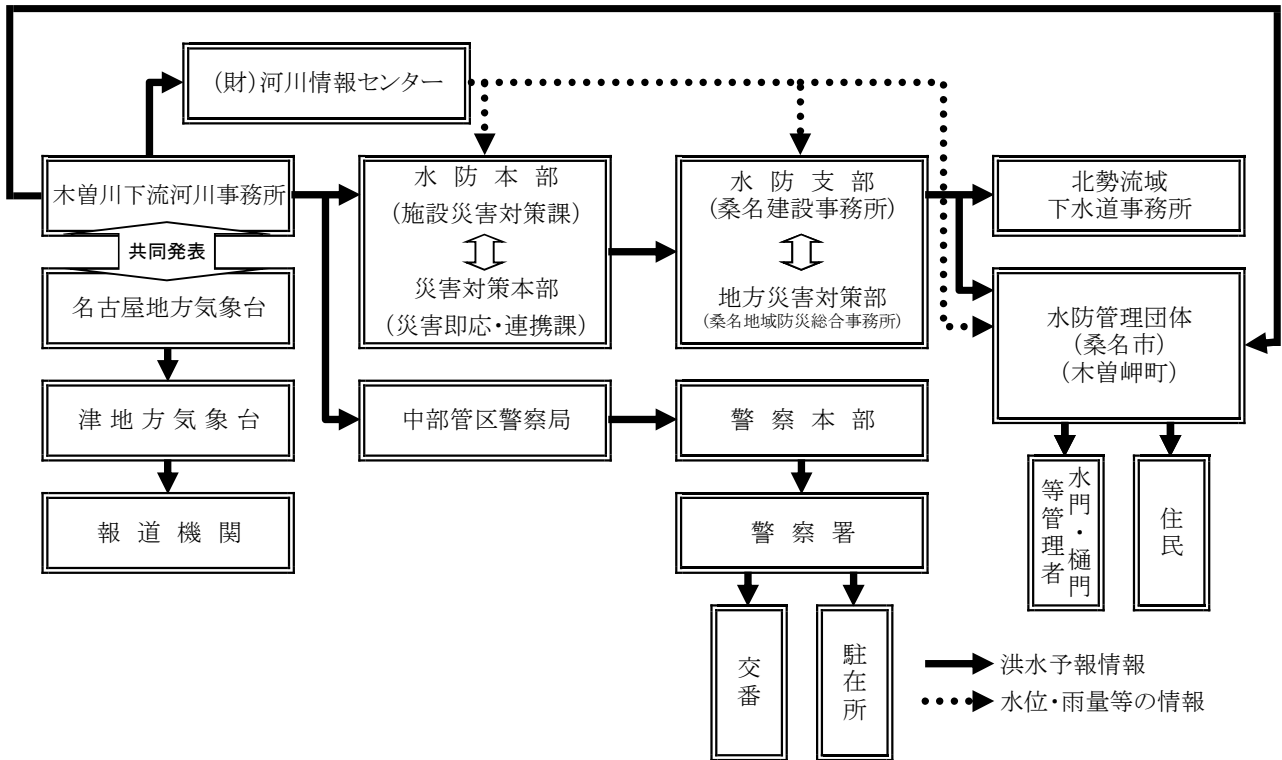 (財)河川情報センター
木曽川下流河川事務所
共同発表
名古屋地方気象台
津地方気象台
報道機関
水防本部
(施設災害対策課)
災害対策本部
(災害即応・連携課)
中部管区警察局
水防支部
(桑名建設事務所)
地方災害対策部
(桑名地域防災総合事務所)
警察本部
警察署
交番
駐在所
北勢流域
下水道事務所
水防管理団体
(桑名市)
(木曽岬町)
水門・樋門
等管理者
住民
洪水予報情報
水位・雨量等の情報